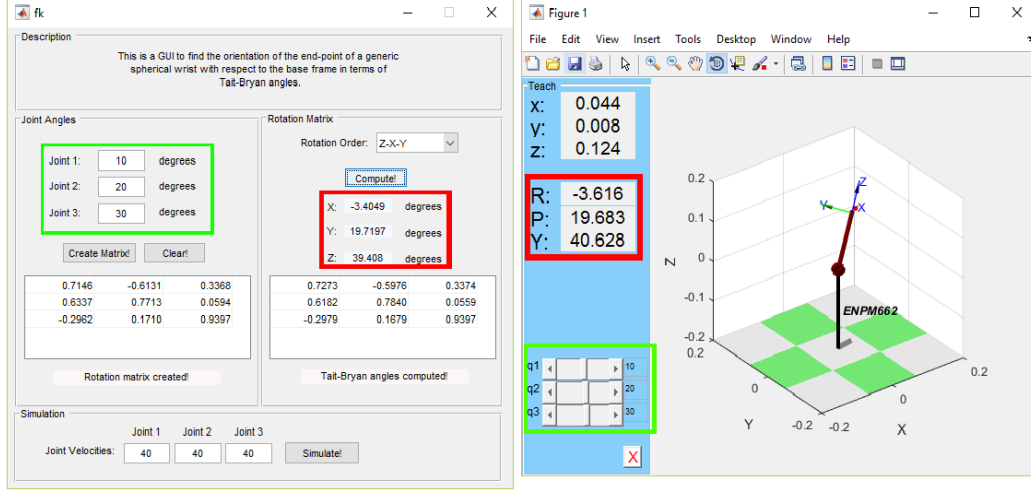 fk
Description
This is a GUI to find the orientation of the end-point of a generic
spherical wrist with respect to the base frame in terms of
Tait-Bryan angles.
Joint Angles
Joint 1: 10 degrees
Joint 2: 20 degrees
Joint 3: 30 degrees
Create Matrix! Clear!
0.7146 -0.6131 0.3368
0.6337 0.7713 0.0594
-0.2962 0.1710 0.9397
Rotation matrix created!
Rotation Matrix
Rotation Order: Z-X-Y
Compute!
X: -3.4049 degrees
Y: 19.7197 degrees
Z: 39.408 degrees
0.7273 -0.5976 0.3374
0.6182 0.7840 0.0559
-0.2979 0.1679 0.9397
Tait-Bryan angles computed!
Simulation
Joint 1 Joint 2 Joint 3
Joint Velocities: 40 40 40 Simulate!
Figure 1
File Edit View Insert Tools Desktop Window Help
Teach
x: 0.044
y: 0.008
z: 0.124
R: -3.616
P: 19.683
Y: 40.628
q1 10
q2 20
q3 30
X
0.2
0.1
0
-0.1
-0.2
Z
Z
Y
X
ENPM662
0.2
0
-0.2
Y
-0.2
0
0.2
X